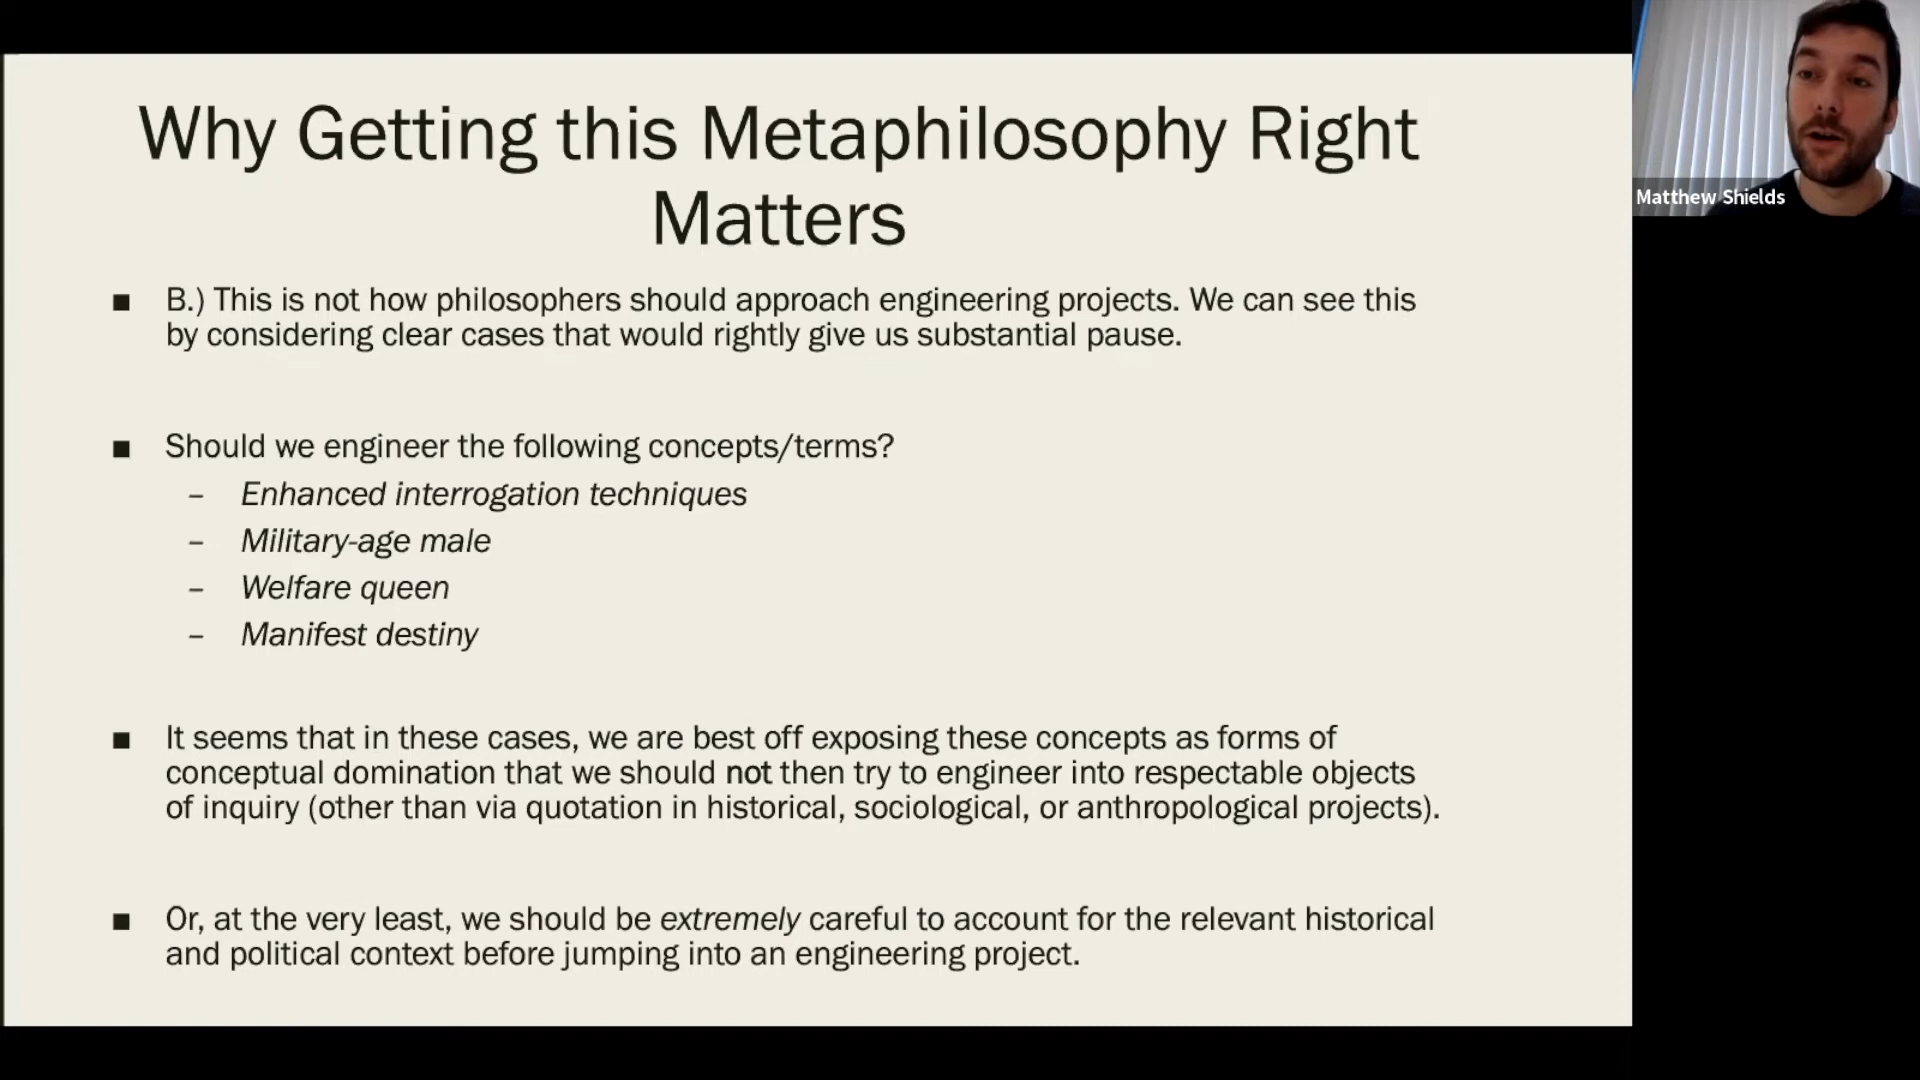 Why Getting this Metaphilosophy Right
Matters
■ B.) This is not how philosophers should approach engineering projects. We can see this
by considering clear cases that would rightly give us substantial pause.
■ Should we engineer the following concepts/terms?
– Enhanced interrogation techniques
– Military-age male
– Welfare queen
– Manifest destiny
■ It seems that in these cases, we are best off exposing these concepts as forms of
conceptual domination that we should not then try to engineer into respectable objects
of inquiry (other than via quotation in historical, sociological, or anthropological projects).
■ Or, at the very least, we should be extremely careful to account for the relevant historical
and political context before jumping into an engineering project.
Matthew Shields